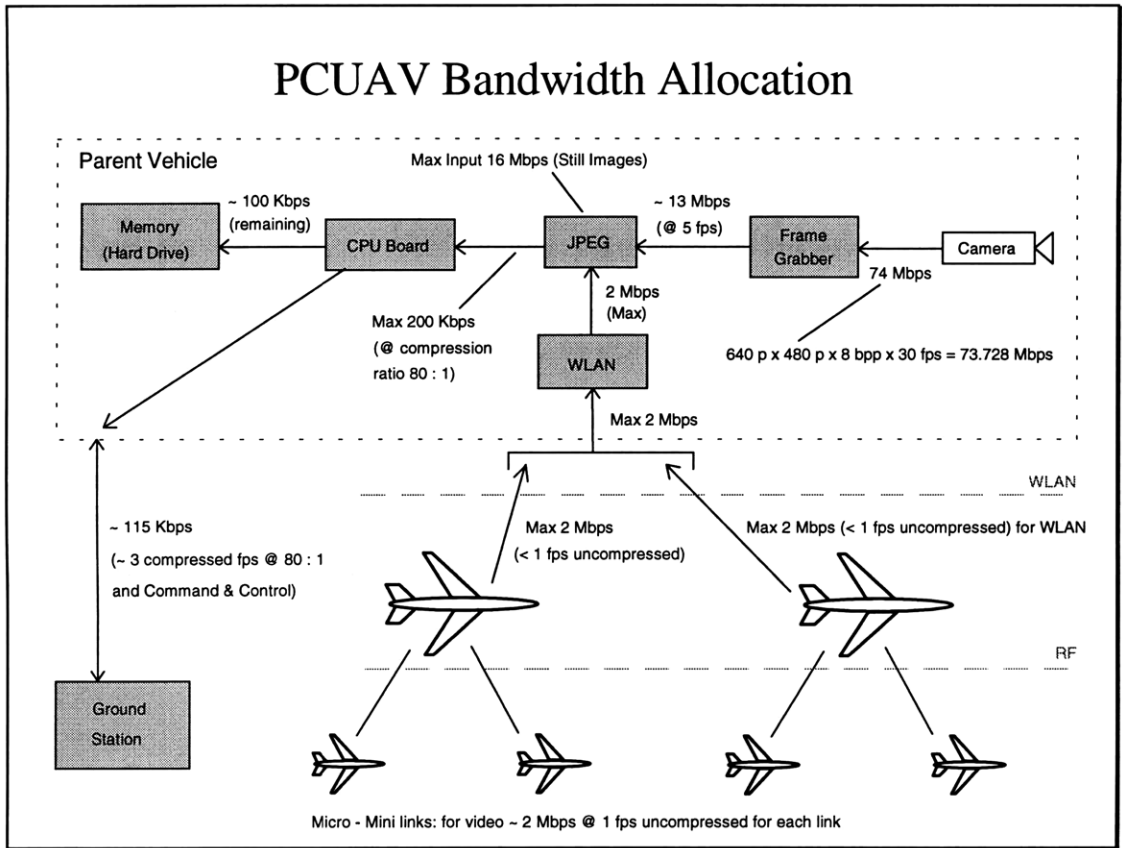 PCUAV Bandwidth Allocation
Parent Vehicle
Max Input 16 Mbps (Still Images)
~ 100 Kbps
(remaining)
~ 13 Mbps
(@ 5 fps)
Memory
(Hard Drive)
CPU Board
JPEG
Frame
Grabber
Camera
74 Mbps
2 Mbps
(Max)
Max 200 Kbps
(@ compression
ratio 80 : 1)
WLAN
640 p x 480 p x 8 bpp x 30 fps = 73.728 Mbps
Max 2 Mbps
WLAN
~ 115 Kbps
(~ 3 compressed fps @ 80 : 1
and Command & Control)
Max 2 Mbps
(< 1 fps uncompressed)
Max 2 Mbps (< 1 fps uncompressed) for WLAN
RF
Ground
Station
Micro - Mini links: for video ~ 2 Mbps @ 1 fps uncompressed for each link